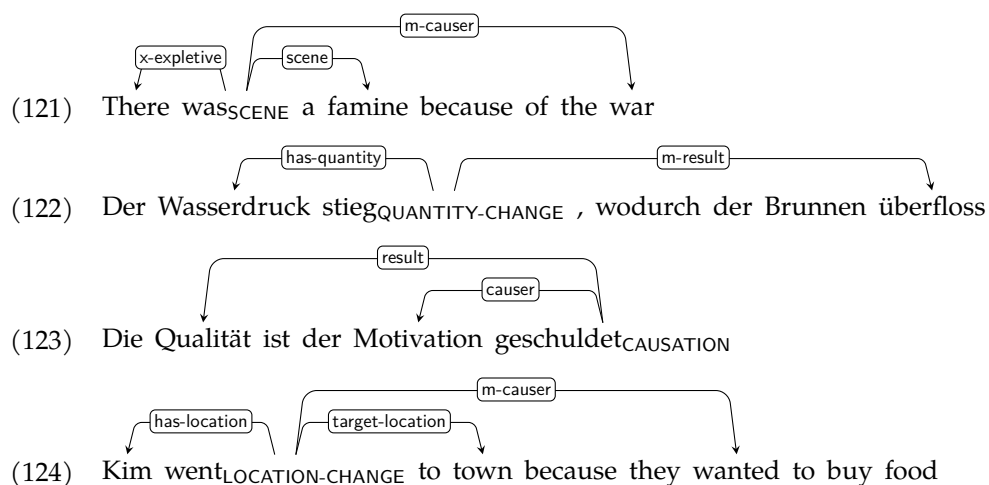 m-causer
x-expletive scene
(121) There wasSCENE a famine because of the war
has-quantity m-result
(122) Der Wasserdruck stiegQUANTITY-CHANGE , wodurch der Brunnen überfloss
result
causer
(123) Die Qualität ist der Motivation geschuldetCAUSATION
m-causer
has-location target-location
(124) Kim wentLOCATION-CHANGE to town because they wanted to buy food